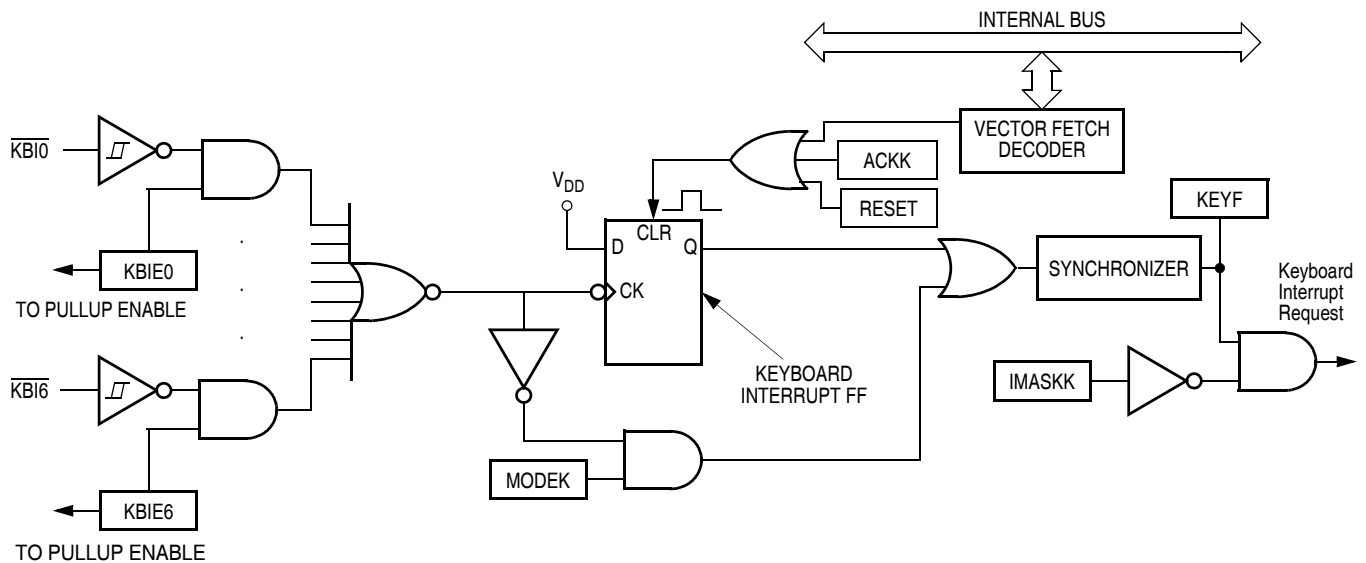 INTERNAL BUS
VECTOR FETCH
DECODER
ACKK
RESET
KBI0
KBIE0
TO PULLUP ENABLE
VDD
D
CLR
Q
CK
KEYF
SYNCHRONIZER
Keyboard
Interrupt
Request
KEYBOARD
INTERRUPT FF
IMASKK
KBI6
KBIE6
TO PULLUP ENABLE
MODEK